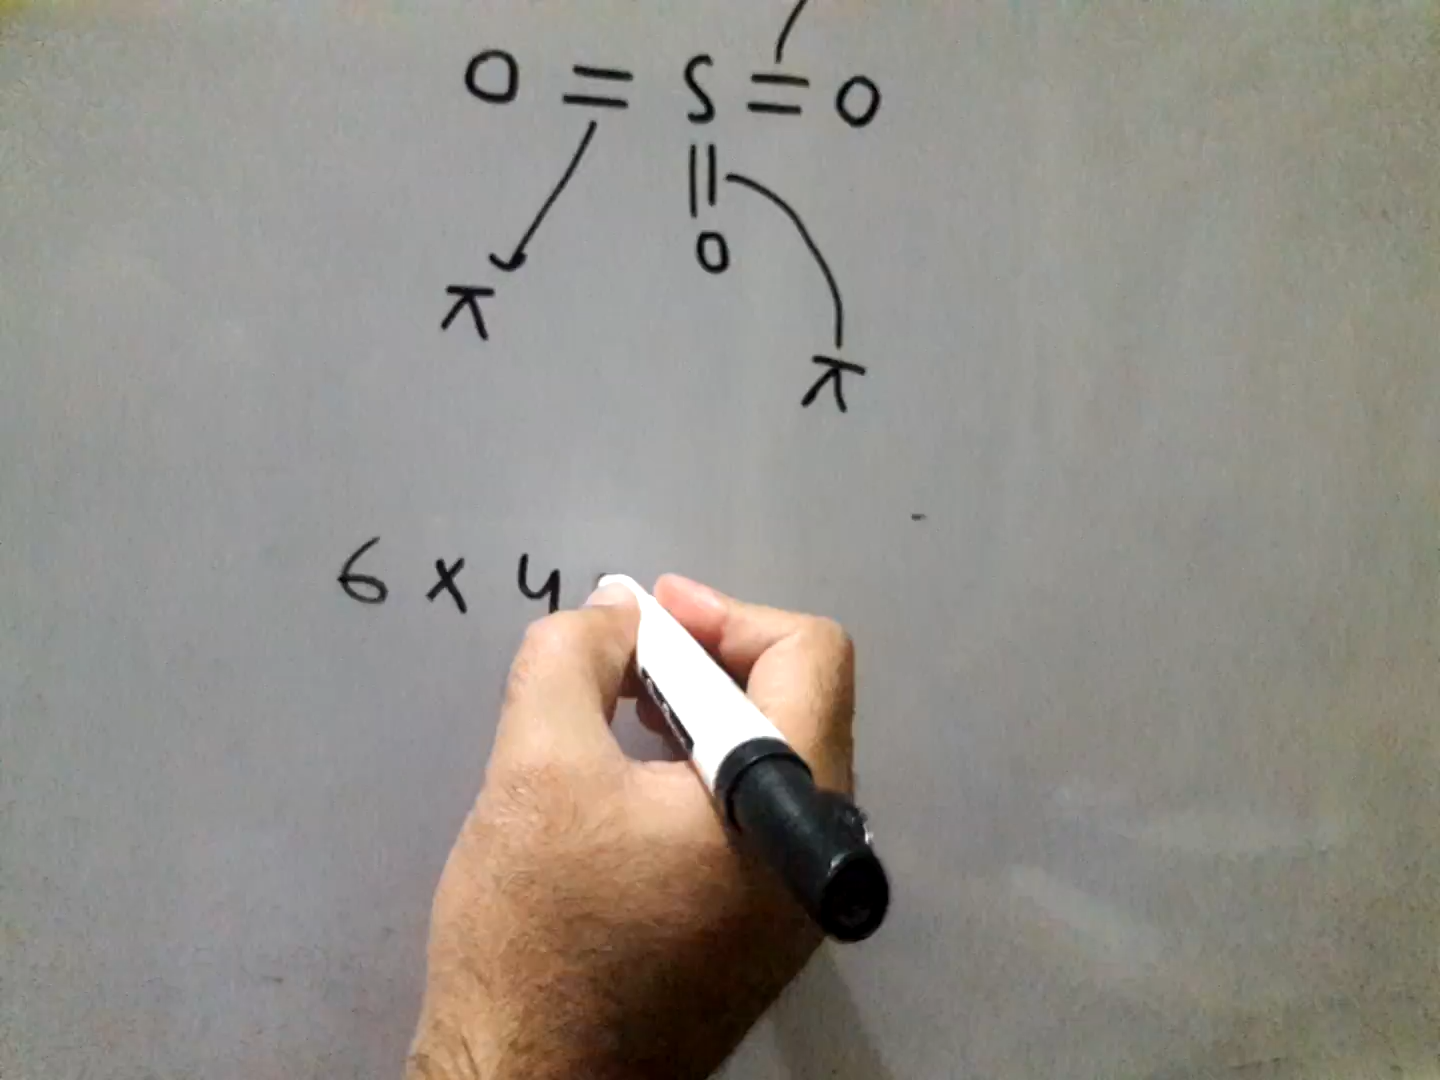 O = S = O
||
O
π
π
6 x 4